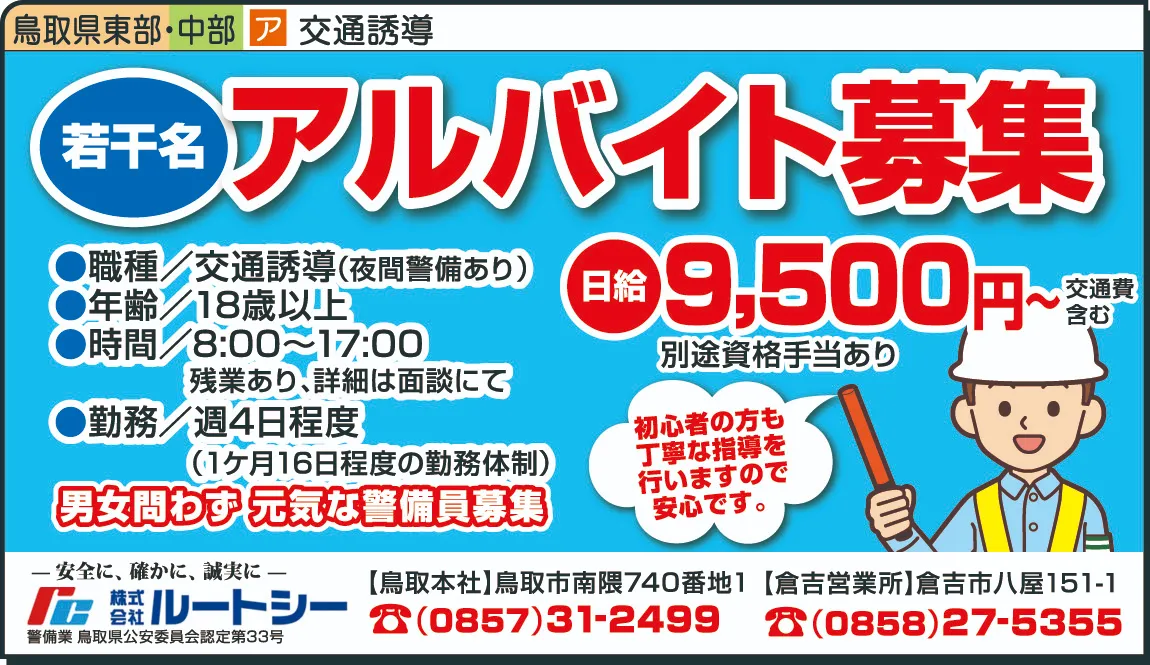 鳥取県東部・中部 ア 交通誘導
若干名 アルバイト募集
●職種／交通誘導(夜間警備あり)
●年齢／18歳以上
●時間／8:00〜17:00
残業あり、詳細は面談にて
●勤務／週4日程度
(1ケ月16日程度の勤務体制)
男女問わず 元気な警備員募集
日給 9,500円〜 交通費
含む
別途資格手当あり
初心者の方も
丁寧な指導を
行いますので
安心です。
― 安全に、確かに、誠実に ―
rc 株式会社 ルートシー
警備業 鳥取県公安委員会認定第33号
【鳥取本社】鳥取市南隈740番地1
☎(0857)31-2499
【倉吉営業所】倉吉市八屋151-1
☎(0858)27-5355